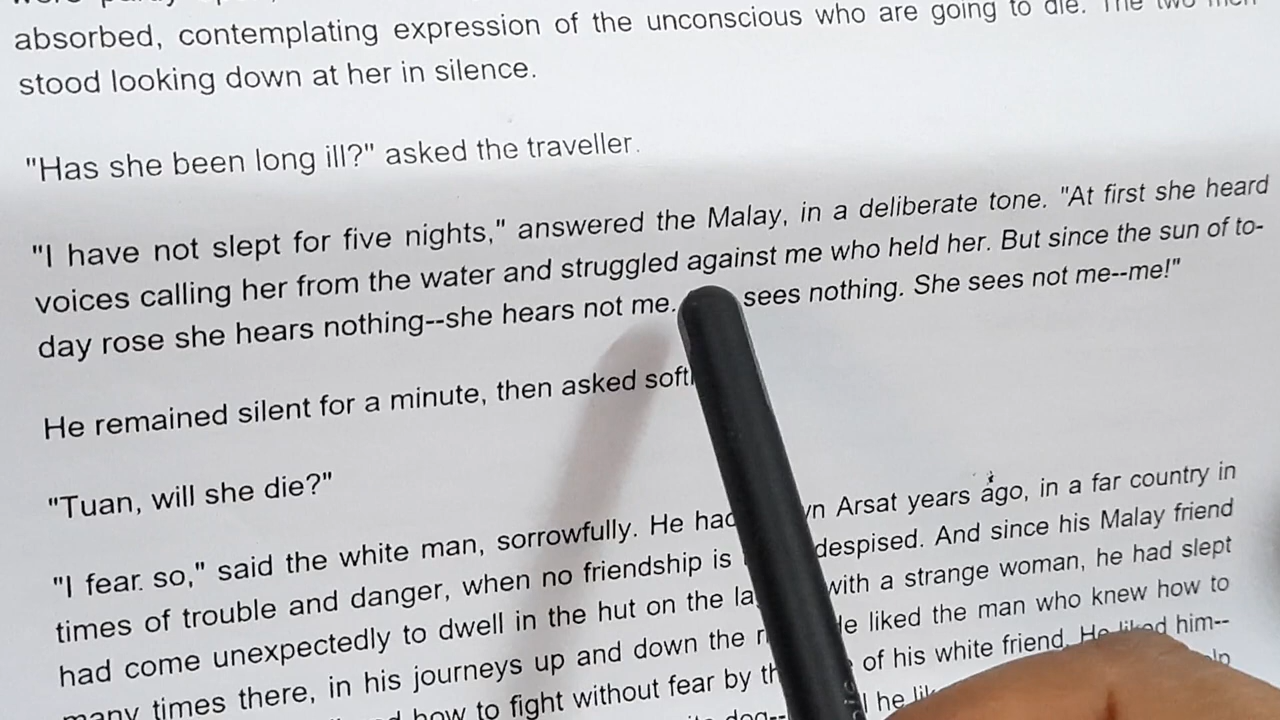 absorbed, contemplating expression of the unconscious who are going to die. The two men
stood looking down at her in silence.
"Has she been long ill?" asked the traveller.
"I have not slept for five nights," answered the Malay, in a deliberate tone. "At first she heard
voices calling her from the water and struggled against me who held her. But since the sun of to-
day rose she hears nothing--she hears not me. sees nothing. She sees not me--me!"
He remained silent for a minute, then asked
"Tuan, will she die?"
"I fear so," said the white man, sorrowfully. He had Arsat years ago, in a far country in
times of trouble and danger, when no friendship is despised. And since his Malay friend
had come unexpectedly to dwell in the hut on the with a strange woman, he had slept
many times there, in his journeys up and down the He liked the man who knew how to
how to fight without fear by of his white friend. He liked him--
he